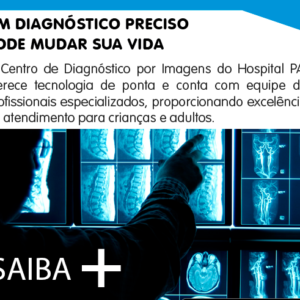 M DIAGNÓSTICO PRECISO
ODE MUDAR SUA VIDA
Centro de Diagnóstico por Imagens do Hospital PA
erece tecnologia de ponta e conta com equipe d
ofissionais especializados, proporcionando excelênci
atendimento para crianças e adultos.
SAIBA +